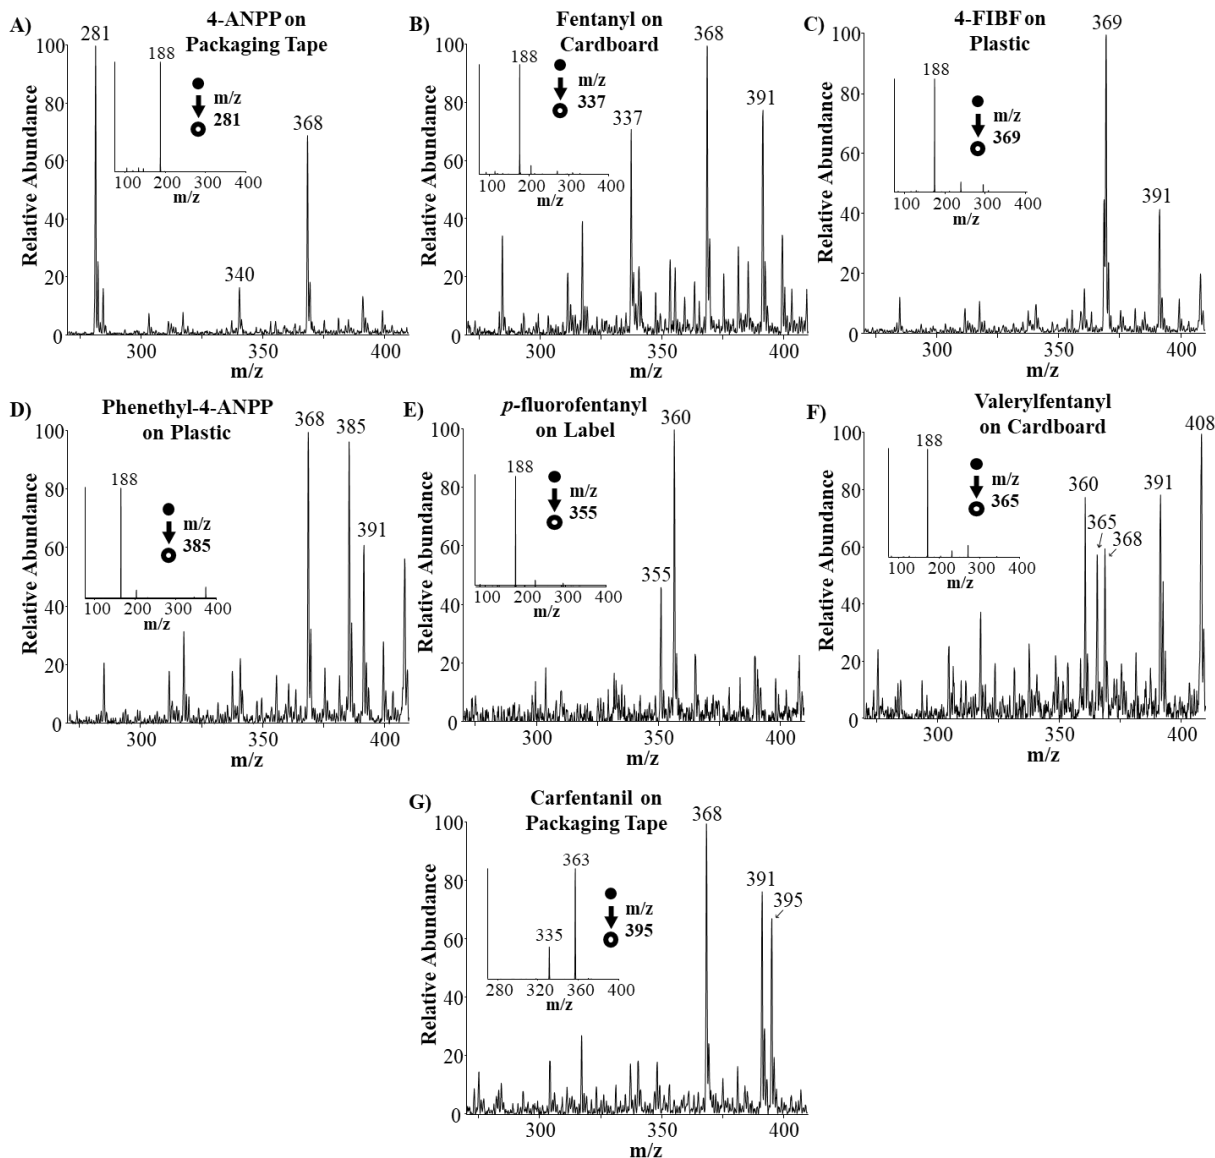 A)
4-ANPP on
Packaging Tape
Relative Abundance
100
80
60
40
20
0
281
340
368
188
m/z
281
100 200 300 400
m/z
300 350 400
m/z
B)
Fentanyl on
Cardboard
Relative Abundance
100
80
60
40
20
0
337
368
391
188
m/z
337
100 200 300 400
m/z
300 350 400
m/z
C)
4-FIBF on
Plastic
Relative Abundance
100
80
60
40
20
0
369
391
188
m/z
369
100 200 300 400
m/z
300 350 400
m/z
D)
Phenethyl-4-ANPP
on Plastic
Relative Abundance
100
80
60
40
20
0
368
385
391
188
m/z
385
100 200 300 400
m/z
300 350 400
m/z
E)
p-fluorofentanyl
on Label
Relative Abundance
100
80
60
40
20
0
355
360
188
m/z
355
100 200 300 400
m/z
300 350 400
m/z
F)
Valerylfentanyl
on Cardboard
Relative Abundance
100
80
60
40
20
0
360
365
368
391
408
188
m/z
365
100 200 300 400
m/z
300 350 400
m/z
G)
Carfentanil on
Packaging Tape
Relative Abundance
100
80
60
40
20
0
368
391
395
363
335
m/z
395
280 320 360 400
m/z
300 350 400
m/z